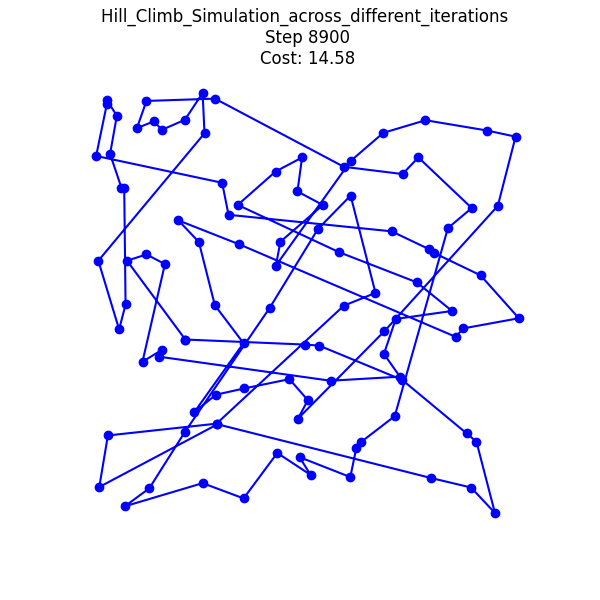 Hill_Climb_Simulation_across_different_iterations
Step 8900
Cost: 14.58